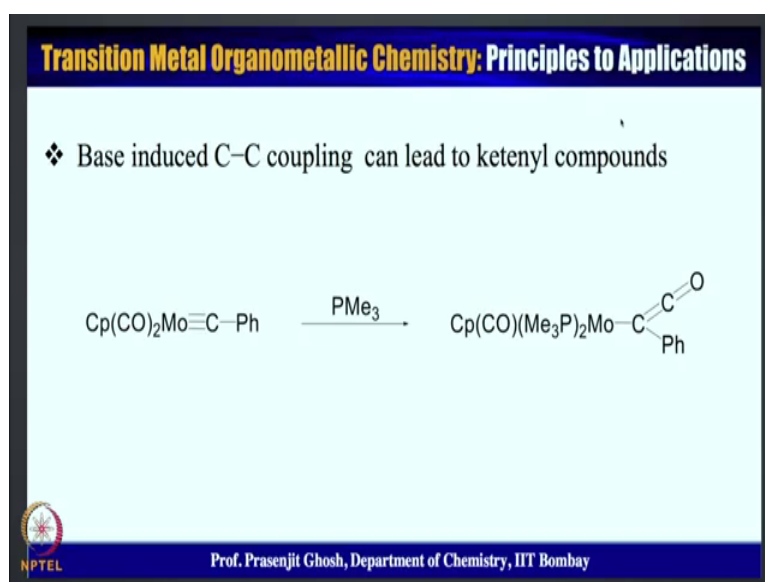 Transition Metal Organometallic Chemistry: Principles to Applications
❖ Base induced C−C coupling can lead to ketenyl compounds
Cp(CO)₂Mo≡C−Ph
PMe₃
Cp(CO)(Me₃P)₂Mo−C
C
O
Ph
NPTEL
Prof. Prasenjit Ghosh, Department of Chemistry, IIT Bombay